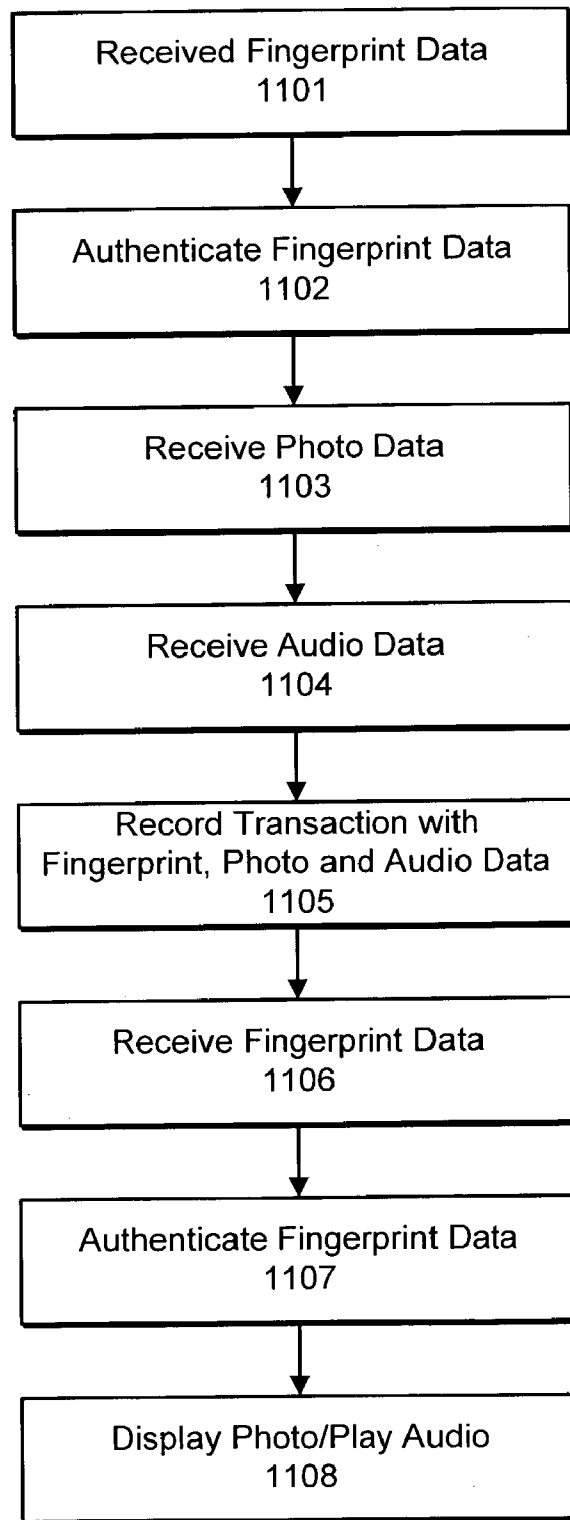 Received Fingerprint Data
1101
Authenticate Fingerprint Data
1102
Receive Photo Data
1103
Receive Audio Data
1104
Record Transaction with
Fingerprint, Photo and Audio Data
1105
Receive Fingerprint Data
1106
Authenticate Fingerprint Data
1107
Display Photo/Play Audio
1108